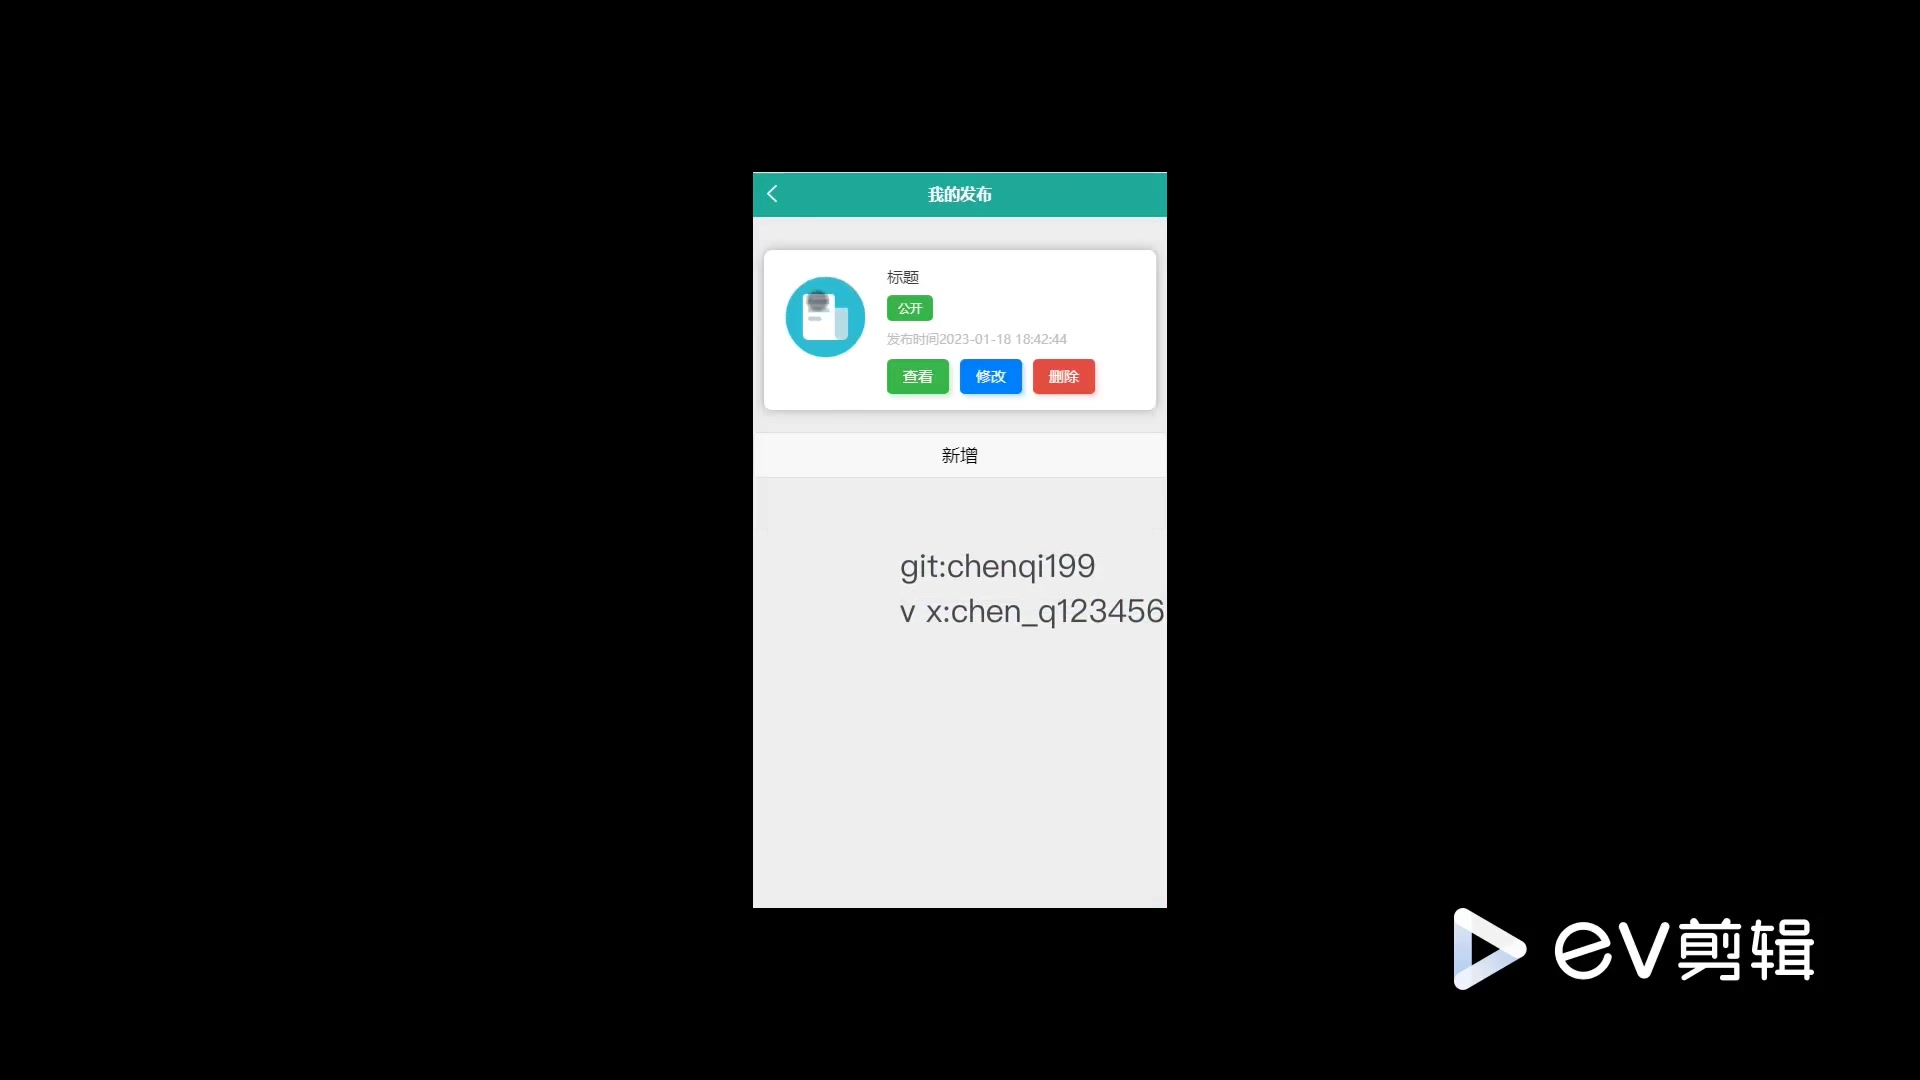 我的发布
标题
公开
发布时间2023-01-18 18:42:44
查看 修改 删除
新增
git:chenqi199
v x:chen_q123456
ev剪辑